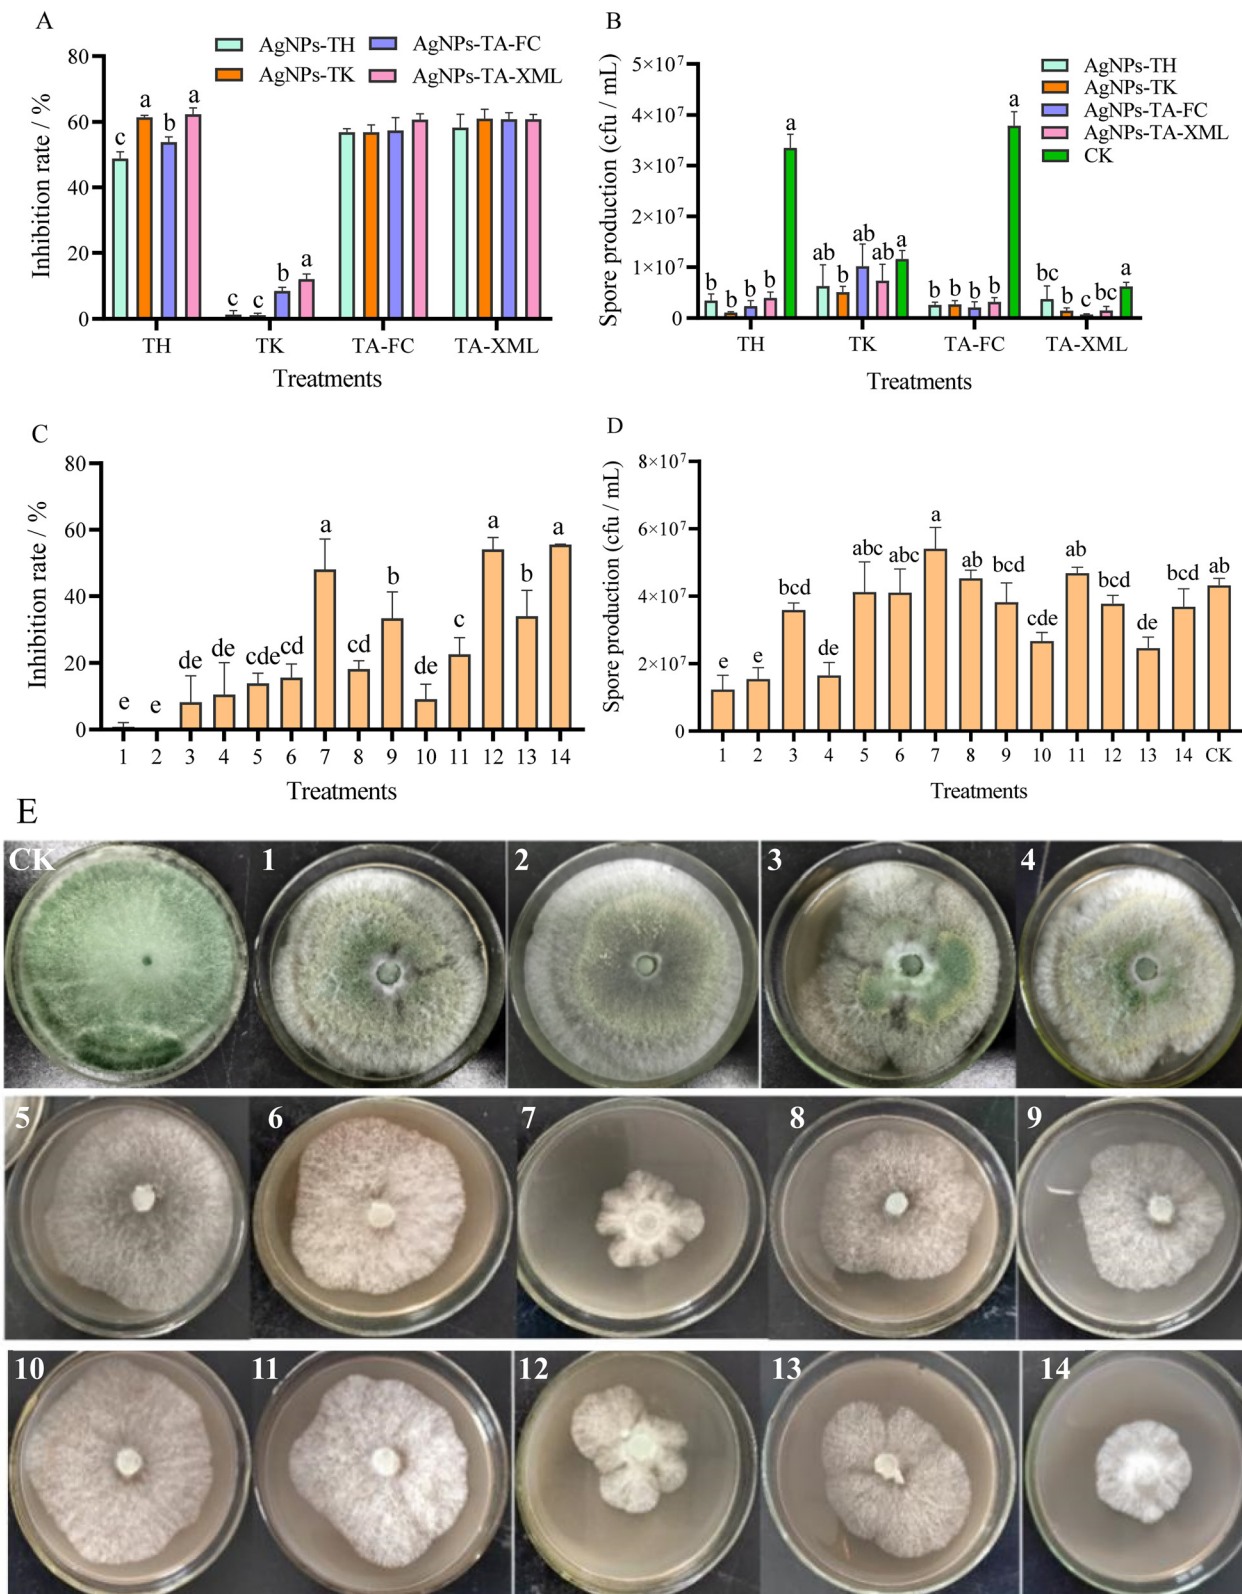 A
AgNPs-TH
AgNPs-TA-FC
AgNPs-TK
AgNPs-TA-XML
Inhibition rate / %
80
60
40
20
0
c a b a
c c b a
TH TK TA-FC TA-XML
Treatments
B
AgNPs-TH
AgNPs-TK
AgNPs-TA-FC
AgNPs-TA-XML
CK
Spore production (cfu / mL)
5×10⁷
4×10⁷
3×10⁷
2×10⁷
1×10⁷
0
b b b b a
ab b ab ab a
b b b b a
bc b c bc a
TH TK TA-FC TA-XML
Treatments
C
Inhibition rate / %
80
60
40
20
0
e e de de cde cd a cd b de c a b a
1 2 3 4 5 6 7 8 9 10 11 12 13 14
Treatments
D
Spore production (cfu / mL)
8×10⁷
6×10⁷
4×10⁷
2×10⁷
0
e e bcd de abc abc a ab bcd cde ab bcd de bcd ab
1 2 3 4 5 6 7 8 9 10 11 12 13 14 CK
Treatments
E
CK 1 2 3 4
5 6 7 8 9
10 11 12 13 14